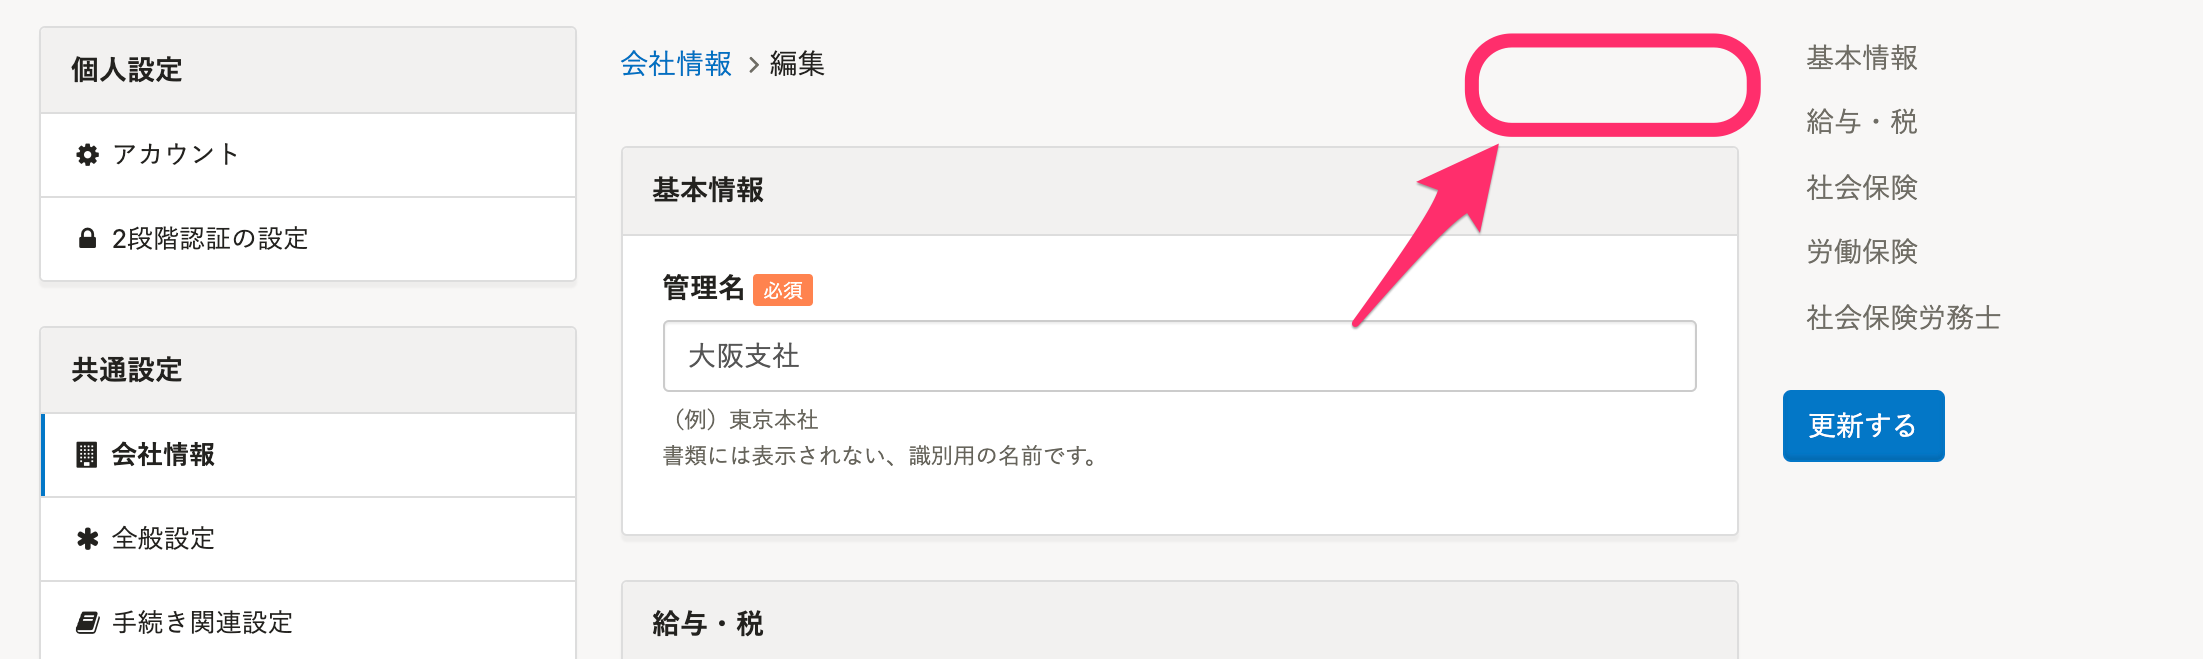 個人設定
アカウント
2段階認証の設定
共通設定
会社情報
全般設定
手続き関連設定
会社情報 > 編集
基本情報
管理名 必須
大阪支社
（例）東京本社
書類には表示されない、識別用の名前です。
給与・税
基本情報
給与・税
社会保険
労働保険
社会保険労務士
更新する